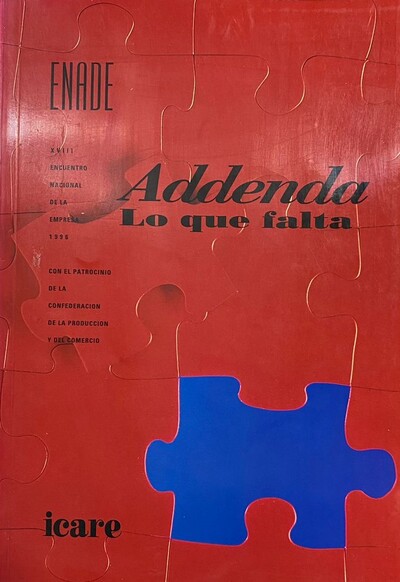 ENADE
XVIII
ENCUENTRO
NACIONAL
DE LA
EMPRESA
1996
Addenda
Lo que falta
CON EL PATROCINIO
DE LA
CONFEDERACION
DE LA PRODUCCION
Y DEL COMERCIO
icare